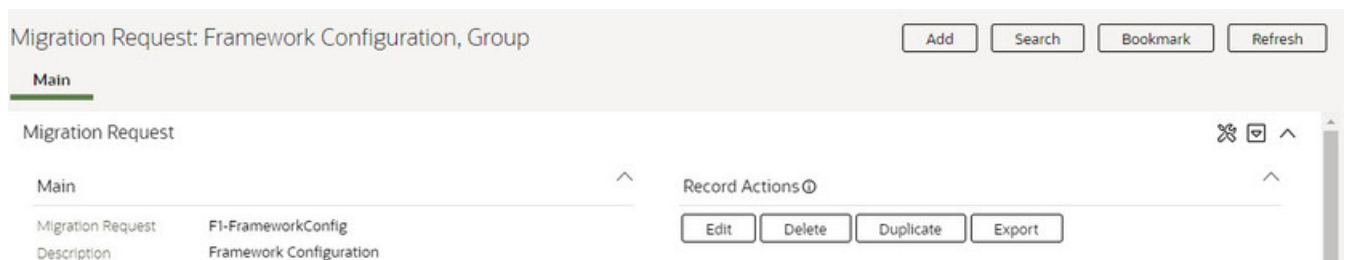 Migration Request: Framework Configuration, Group
Add Search Bookmark Refresh
Main
Migration Request
Main
Record Actions
Migration Request F1-FrameworkConfig
Edit Delete Duplicate Export
Description Framework Configuration